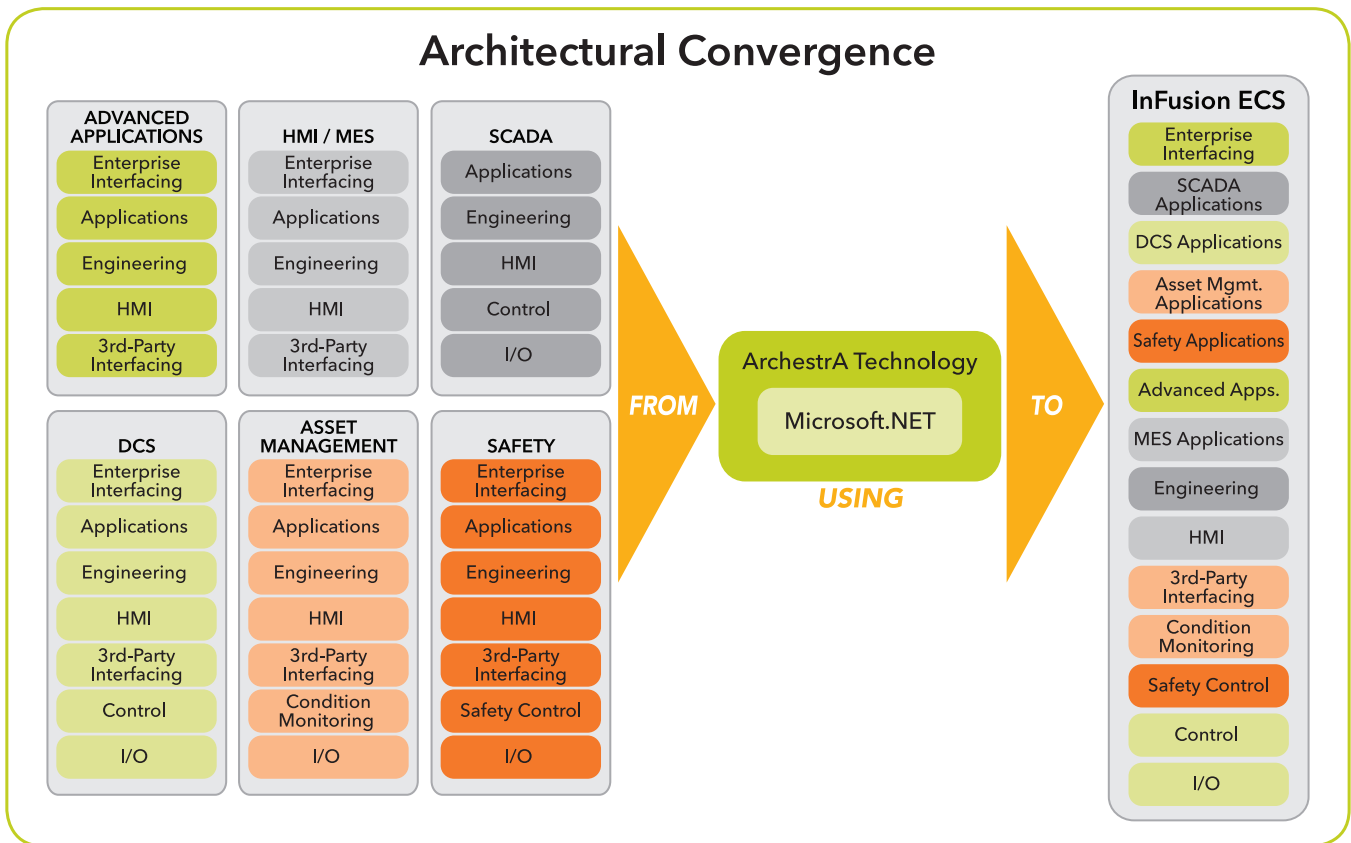 Architectural Convergence
ADVANCED
APPLICATIONS
Enterprise
Interfacing
Applications
Engineering
HMI
3rd-Party
Interfacing
HMI / MES
Enterprise
Interfacing
Applications
Engineering
HMI
3rd-Party
Interfacing
SCADA
Applications
Engineering
HMI
Control
I/O
DCS
Enterprise
Interfacing
Applications
Engineering
HMI
3rd-Party
Interfacing
Control
I/O
ASSET
MANAGEMENT
Enterprise
Interfacing
Applications
Engineering
HMI
3rd-Party
Interfacing
Condition
Monitoring
I/O
SAFETY
Enterprise
Interfacing
Applications
Engineering
HMI
3rd-Party
Interfacing
Safety Control
I/O
FROM
ArchestrA Technology
Microsoft.NET
USING
TO
InFusion ECS
Enterprise
Interfacing
SCADA
Applications
DCS Applications
Asset Mgmt.
Applications
Safety Applications
Advanced Apps.
MES Applications
Engineering
HMI
3rd-Party
Interfacing
Condition
Monitoring
Safety Control
Control
I/O